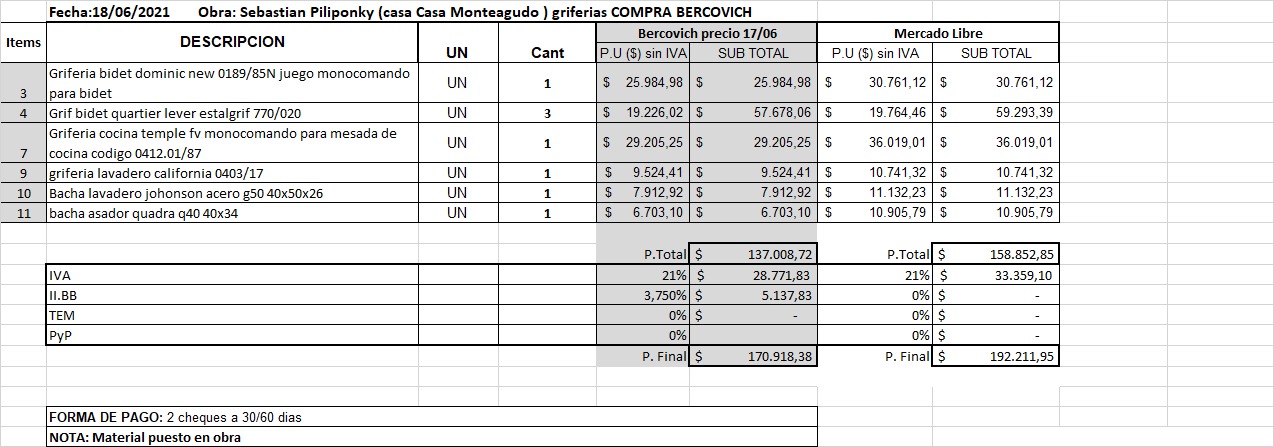 Fecha:18/06/2021 Obra: Sebastian Piliponky (casa Casa Monteagudo ) griferias COMPRA BERCOVICH
Items DESCRIPCION UN Cant Bercovich precio 17/06 Mercado Libre
P.U ($) sin IVA SUB TOTAL P.U ($) sin IVA SUB TOTAL
3 Griferia bidet dominic new 0189/85N juego monocomando para bidet UN 1 $ 25.984,98 $ 25.984,98 $ 30.761,12 $ 30.761,12
4 Grif bidet quartier lever estalgrif 770/020 UN 3 $ 19.226,02 $ 57.678,06 $ 19.764,46 $ 59.293,39
7 Griferia cocina temple fv monocomando para mesada de cocina codigo 0412.01/87 UN 1 $ 29.205,25 $ 29.205,25 $ 36.019,01 $ 36.019,01
9 griferia lavadero california 0403/17 UN 1 $ 9.524,41 $ 9.524,41 $ 10.741,32 $ 10.741,32
10 Bacha lavadero johonson acero g50 40x50x26 UN 1 $ 7.912,92 $ 7.912,92 $ 11.132,23 $ 11.132,23
11 bacha asador quadra q40 40x34 UN 1 $ 6.703,10 $ 6.703,10 $ 10.905,79 $ 10.905,79
P.Total $ 137.008,72 P.Total $ 158.852,85
IVA 21% $ 28.771,83 21% $ 33.359,10
II.BB 3,750% $ 5.137,83 0% $ -
TEM 0% $ - 0% $ -
PyP 0% 0% $ -
P. Final $ 170.918,38 P. Final $ 192.211,95
FORMA DE PAGO: 2 cheques a 30/60 dias
NOTA: Material puesto en obra